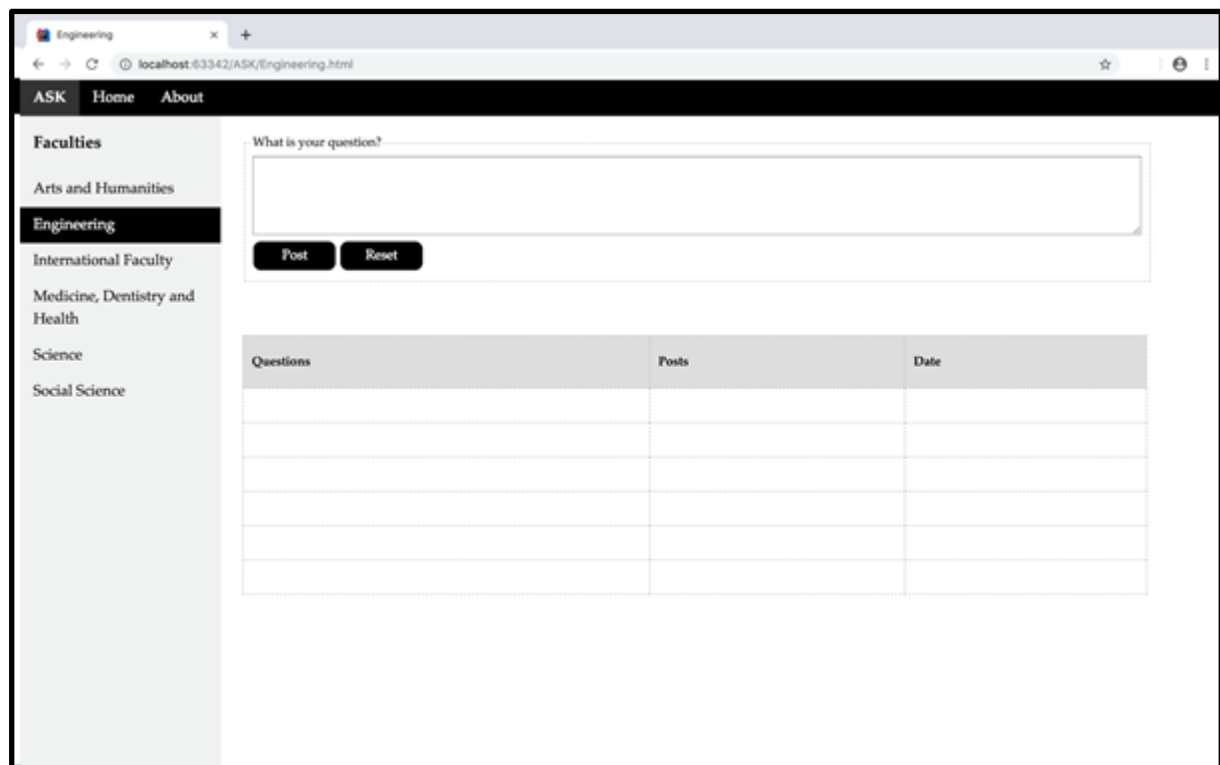 Engineering
localhost:63342/ASK/Engineering.html
ASK Home About
Faculties
Arts and Humanities
Engineering
International Faculty
Medicine, Dentistry and
Health
Science
Social Science
What is your question?
Post Reset
Questions Posts Date